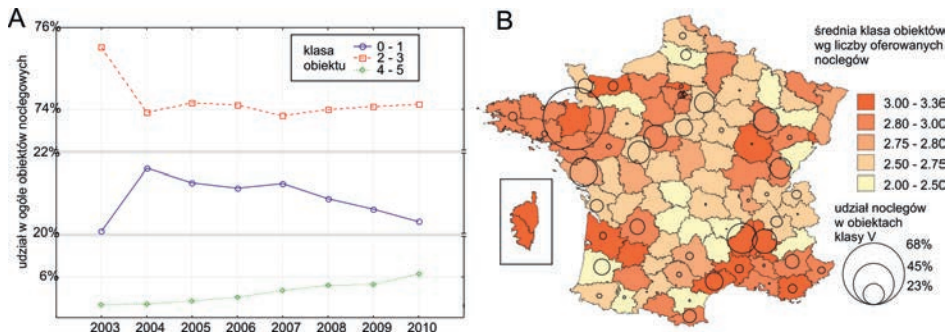 A
76%
74%
22%
20%
6%
udział w ogóle obiektów noclegowych
klasa
obiektu
0 - 1
2 - 3
4 - 5
2003 2004 2005 2006 2007 2008 2009 2010
B
średnia klasa obiektów
wg liczby oferowanych
noclegów
3.00 - 3.36
2.80 - 3.00
2.75 - 2.80
2.50 - 2.75
2.00 - 2.50
udział noclegów
w obiektach
klasy V
68%
45%
23%